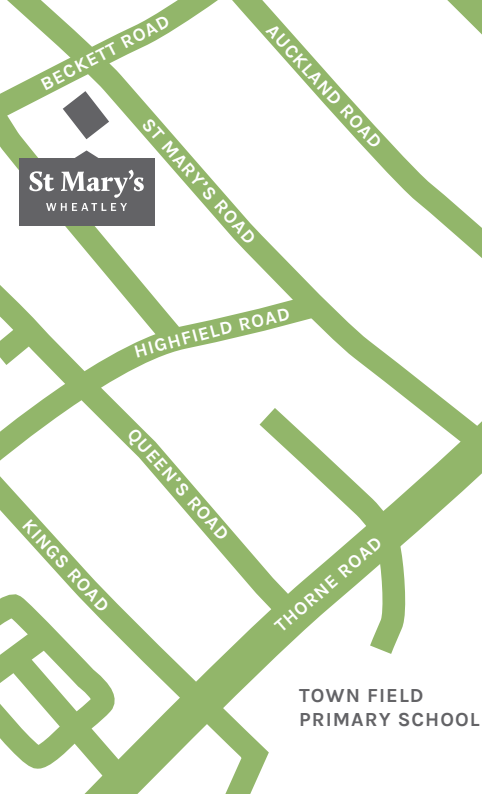 BECKETT ROAD
AUCKLAND ROAD
ST MARY'S ROAD
St Mary's
WHEATLEY
HIGHFIELD ROAD
QUEEN'S ROAD
KINGS ROAD
THORNE ROAD
TOWN FIELD
PRIMARY SCHOOL